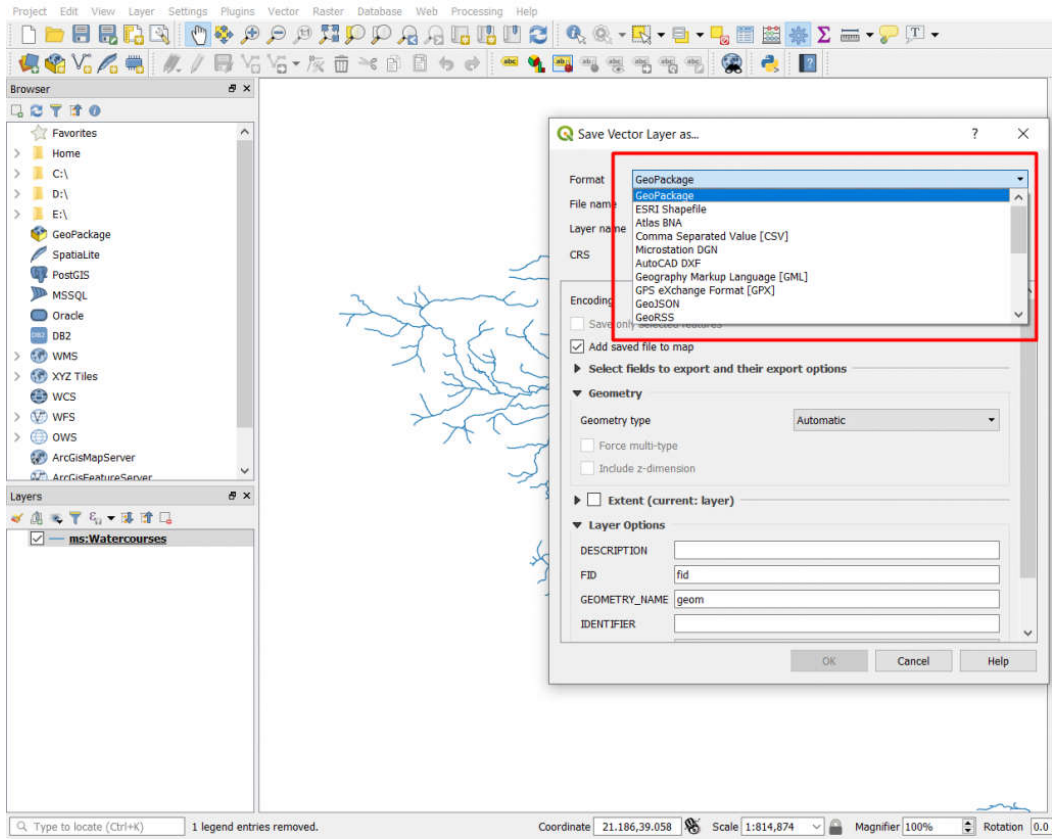 Project Edit View Layer Settings Plugins Vector Raster Database Web Processing Help
Browser
Favorites
Home
C:\
D:\
E:\
GeoPackage
SpatiaLite
PostGIS
MSSQL
Oracle
DB2
WMS
XYZ Tiles
WCS
WFS
OWS
ArcGisMapServer
ArcGisFeatureServer
Layers
ms:Watercourses
Save Vector Layer as...
Format GeoPackage
GeoPackage
File name
ESRI Shapefile
Atlas BNA
Layer name
Comma Separated Value [CSV]
Microstation DGN
CRS
AutoCAD DXF
Geography Markup Language [GML]
GPS eXchange Format [GPX]
Encoding
GeoJSON
GeoRSS
Save only selected features
Add saved file to map
Select fields to export and their export options
Geometry
Geometry type Automatic
Force multi-type
Include z-dimension
Extent (current: layer)
Layer Options
DESCRIPTION
FID fid
GEOMETRY_NAME geom
IDENTIFIER
OK Cancel Help
Type to locate (Ctrl+K) 1 legend entries removed. Coordinate 21.186,39.058 Scale 1:814,874 Magnifier 100% Rotation 0.0